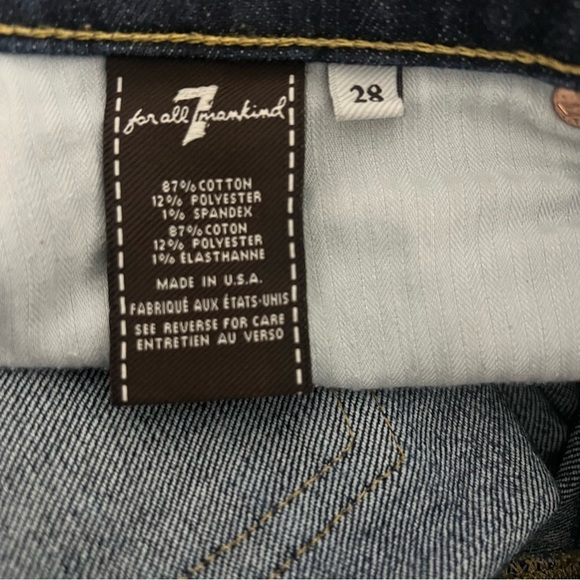 for all 7 mankind
28
87% COTTON
12% POLYESTER
1% SPANDEX
87% COTON
12% POLYESTER
1% ÉLASTHANNE
MADE IN U.S.A.
FABRIQUÉ AUX ÉTATS-UNIS
SEE REVERSE FOR CARE
ENTRETIEN AU VERSO